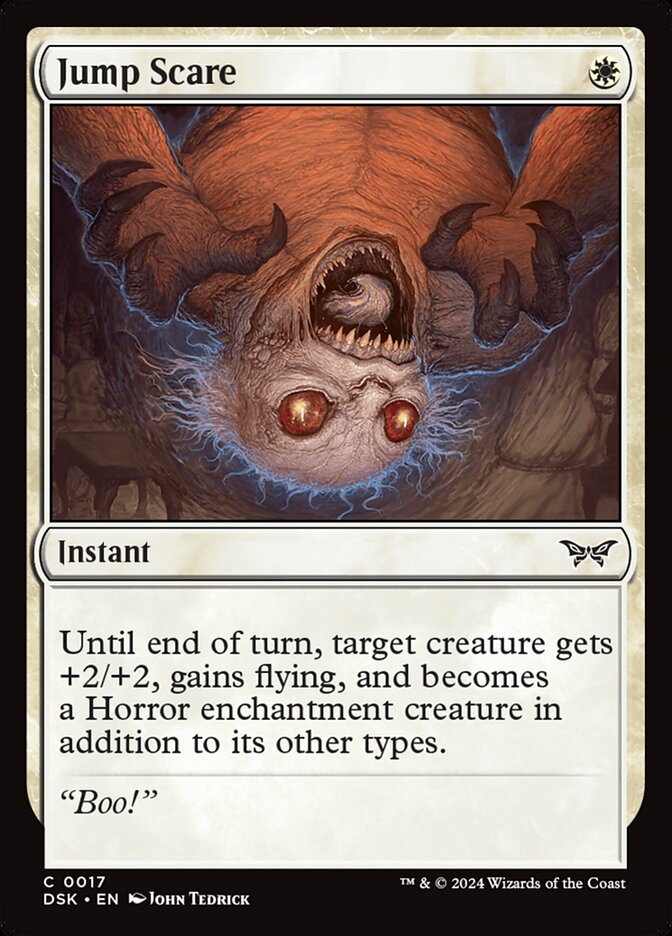 Jump Scare
Instant
Until end of turn, target creature gets
+2/+2, gains flying, and becomes
a Horror enchantment creature in
addition to its other types.
“Boo!”
C 0017
DSK • EN John Tedrick
™ & © 2024 Wizards of the Coast